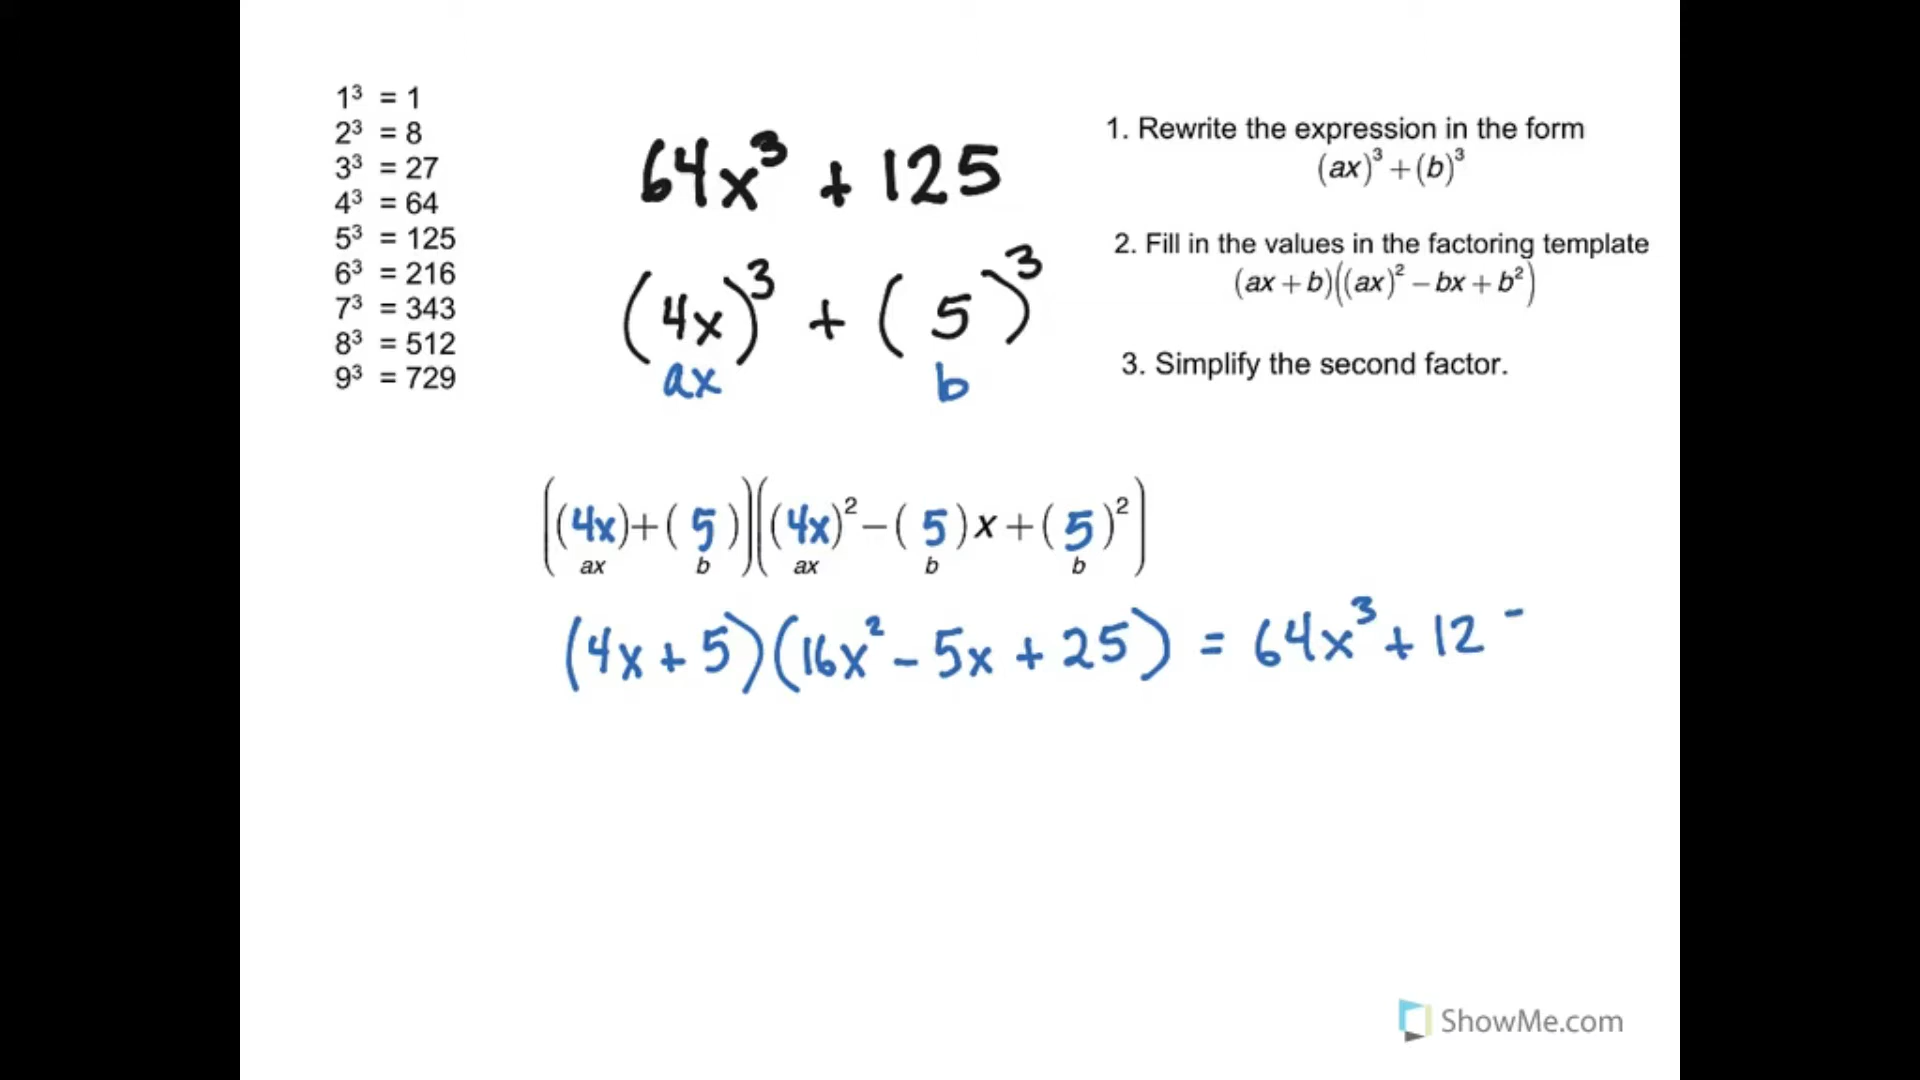 1³ = 1
2³ = 8
3³ = 27
4³ = 64
5³ = 125
6³ = 216
7³ = 343
8³ = 512
9³ = 729
64x³ + 125
(4x)³ + (5)³
ax b
1. Rewrite the expression in the form
(ax)³ + (b)³
2. Fill in the values in the factoring template
(ax + b)((ax)² − bx + b²)
3. Simplify the second factor.
((4x) + (5))((4x)² − (5)x + (5)²)
ax b ax b b
(4x + 5)(16x² − 5x + 25) = 64x³ + 12
ShowMe.com